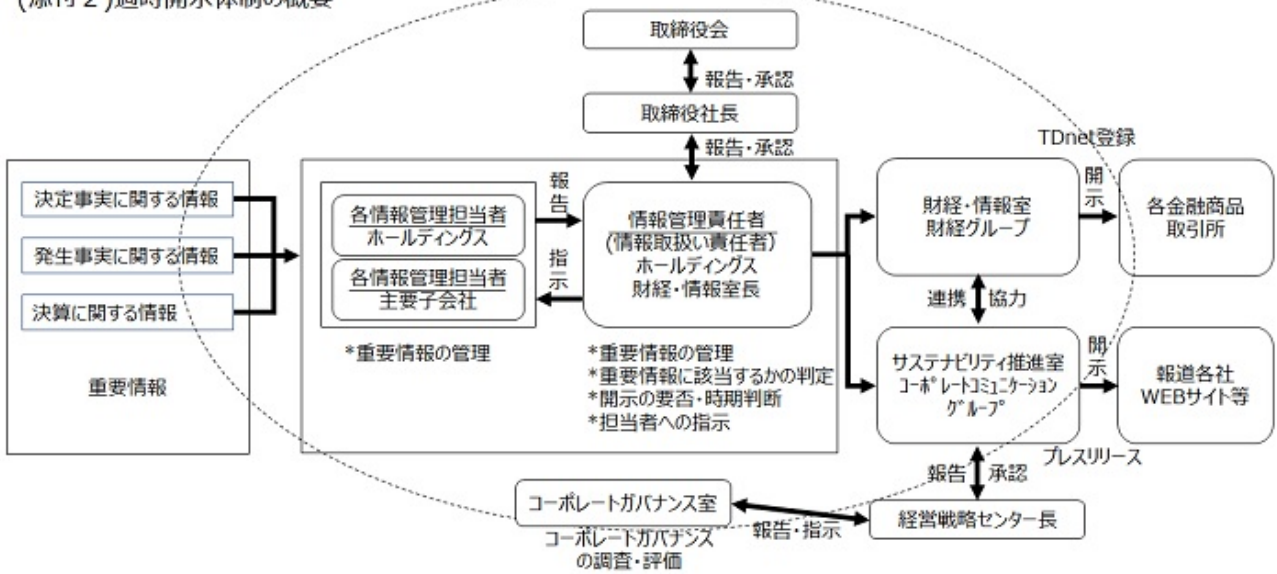 (添付2)適時開示体制の概要
取締役会
報告・承認
取締役社長
報告・承認
TDnet登録
決定事実に関する情報
発生事実に関する情報
決算に関する情報
重要情報
各情報管理担当者
ホールディングス
各情報管理担当者
主要子会社
*重要情報の管理
報告
指示
情報管理責任者
(情報取扱い責任者)
ホールディングス
財経・情報室長
*重要情報の管理
*重要情報に該当するかの判定
*開示の要否・時期判断
*担当者への指示
財経・情報室
財経グループ
開示
各金融商品
取引所
連携 協力
サステナビリティ推進室
コーポレートコミュニケーション
グループ
開示
報道各社
WEBサイト等
プレスリリース
報告 承認
経営戦略センター長
報告・指示
コーポレートガバナンス室
コーポレートガバナンス
の調査・評価